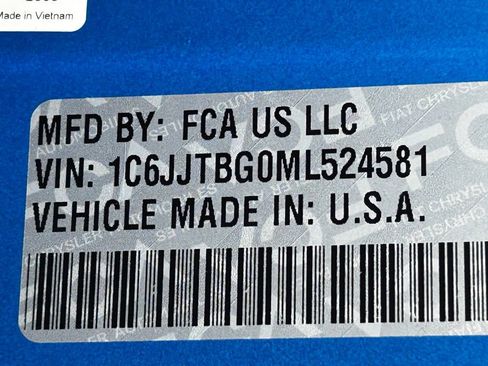 Made in Vietnam
MFD BY: FCA US LLC
VIN: 1C6JJTBG0ML524581
VEHICLE MADE IN: U.S.A.